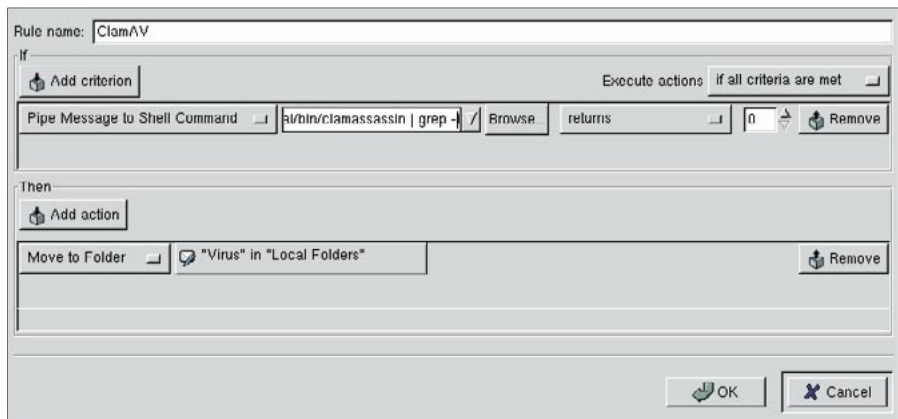 Rule name: ClamAV
If
Add criterion
Execute actions if all criteria are met
Pipe Message to Shell Command al/bin/clamassassin | grep - Browse... returns 0 Remove
Then
Add action
Move to Folder "Virus" in "Local Folders" Remove
OK Cancel